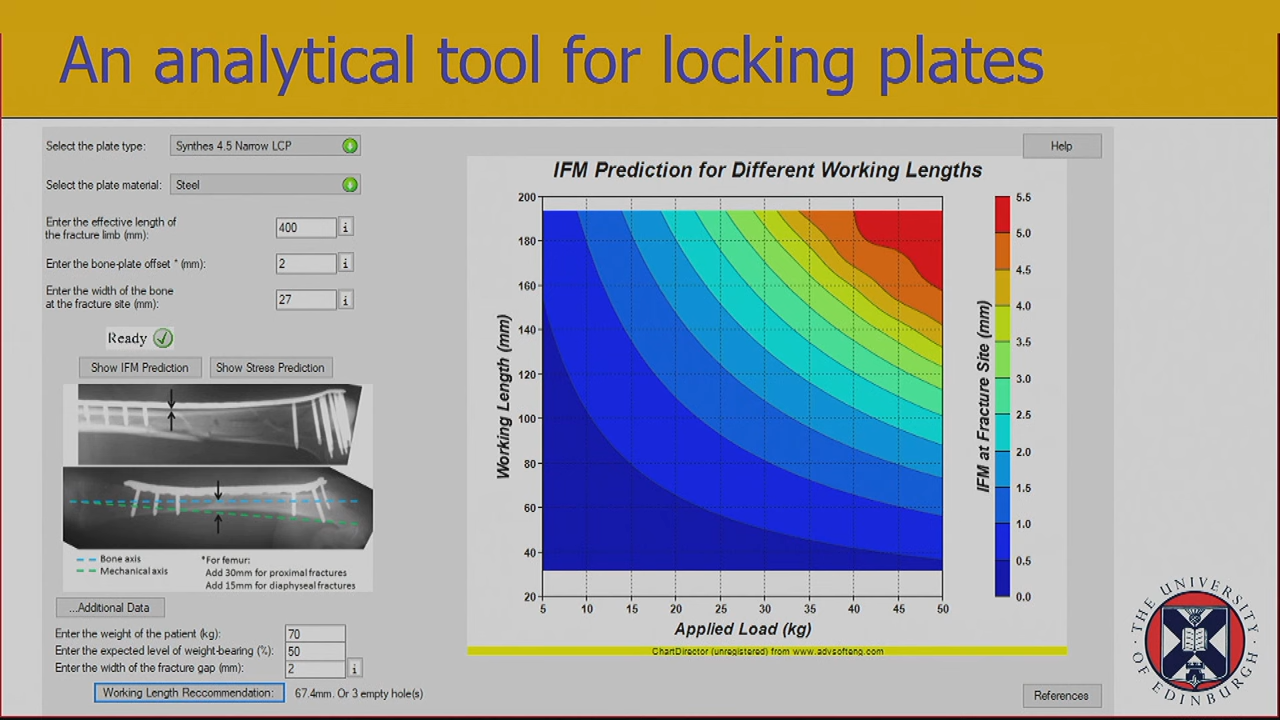 An analytical tool for locking plates
Select the plate type:
Synthes 4.5 Narrow LCP
Select the plate material:
Steel
Enter the effective length of
the fracture limb (mm):
400
i
Enter the bone-plate offset * (mm):
2
i
Enter the width of the bone
at the fracture site (mm):
27
i
Ready
Show IFM Prediction
Show Stress Prediction
Bone axis
Mechanical axis
*For femur:
Add 30mm for proximal fractures
Add 15mm for diaphyseal fractures
...Additional Data
Enter the weight of the patient (kg):
70
Enter the expected level of weight-bearing (%):
50
Enter the width of the fracture gap (mm):
2
i
Working Length Reccommendation:
67.4mm. Or 3 empty hole(s)
Help
IFM Prediction for Different Working Lengths
Working Length (mm)
200
180
160
140
120
100
80
60
40
20
5
10
15
20
25
30
35
40
45
50
Applied Load (kg)
5.5
5.0
4.5
4.0
3.5
3.0
2.5
2.0
1.5
1.0
0.5
0.0
IFM at Fracture Site (mm)
ChartDirector (unregistered) from www.advsofteng.com
References
THE UNIVERSITY
OF EDINBURGH